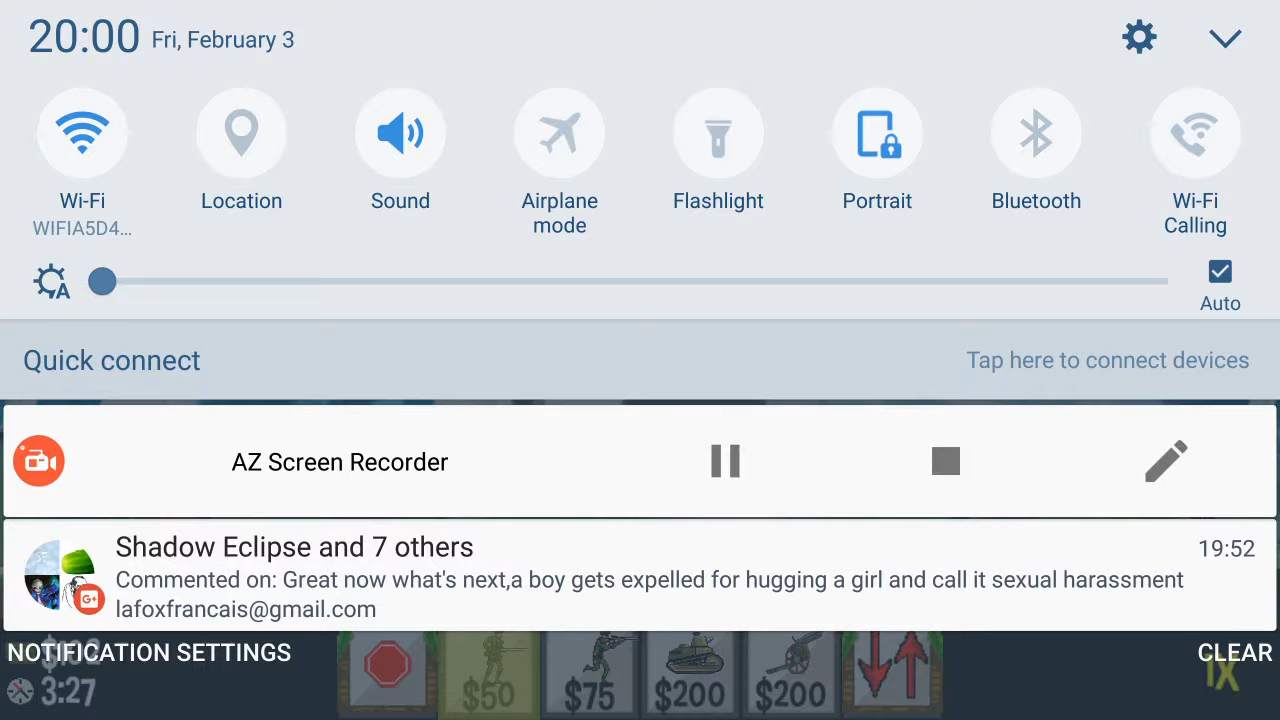 20:00 Fri, February 3
Wi-Fi
WIFIA5D4...
Location
Sound
Airplane
mode
Flashlight
Portrait
Bluetooth
Wi-Fi
Calling
A
Auto
Quick connect
Tap here to connect devices
AZ Screen Recorder
Shadow Eclipse and 7 others
19:52
Commented on: Great now what's next,a boy gets expelled for hugging a girl and call it sexual harassment
G+
lafoxfrancais@gmail.com
NOTIFICATION SETTINGS
CLEAR
3:27
$50
$75
$200
$200